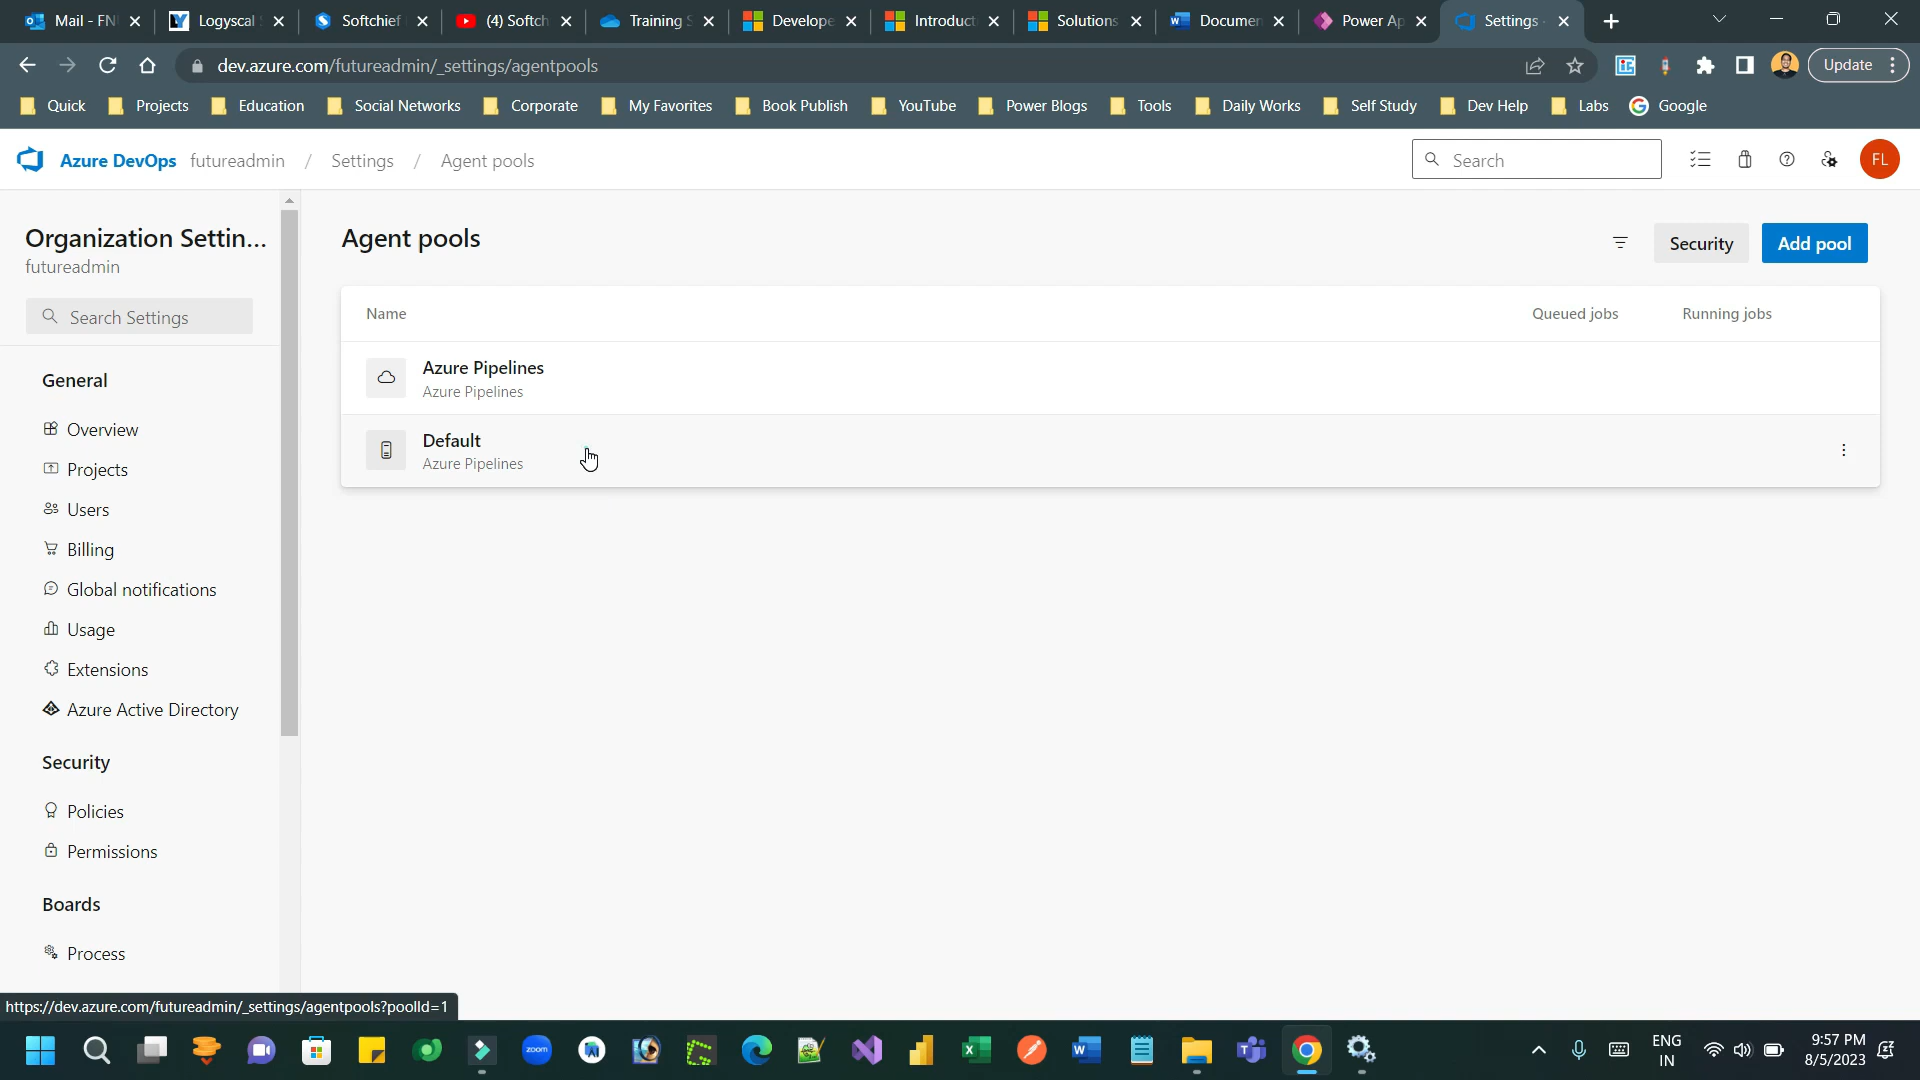 Mail - FN
Logyscal
Softchief
(4) Softch
Training S
Develope
Introduct
Solutions
Documen
Power Ap
Settings -
dev.azure.com/futureadmin/_settings/agentpools
Update
Quick
Projects
Education
Social Networks
Corporate
My Favorites
Book Publish
YouTube
Power Blogs
Tools
Daily Works
Self Study
Dev Help
Labs
Google
Azure DevOps futureadmin / Settings / Agent pools
Search
FL
Organization Settin...
futureadmin
Search Settings
General
Overview
Projects
Users
Billing
Global notifications
Usage
Extensions
Azure Active Directory
Security
Policies
Permissions
Boards
Process
Agent pools
Security
Add pool
Name
Queued jobs
Running jobs
Azure Pipelines
Azure Pipelines
Default
Azure Pipelines
https://dev.azure.com/futureadmin/_settings/agentpools?poolId=1
zoom
ENG
IN
9:57 PM
8/5/2023